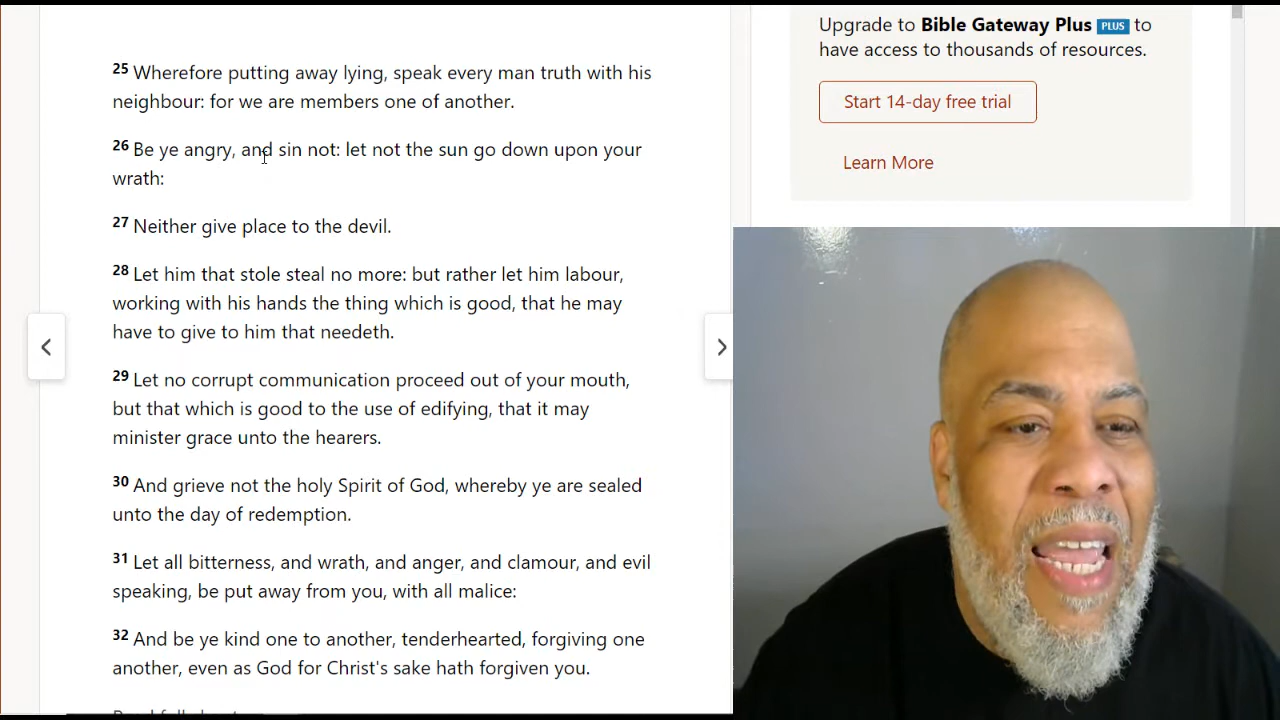 25 Wherefore putting away lying, speak every man truth with his
neighbour: for we are members one of another.
26 Be ye angry, and sin not: let not the sun go down upon your
wrath:
27 Neither give place to the devil.
28 Let him that stole steal no more: but rather let him labour,
working with his hands the thing which is good, that he may
have to give to him that needeth.
29 Let no corrupt communication proceed out of your mouth,
but that which is good to the use of edifying, that it may
minister grace unto the hearers.
30 And grieve not the holy Spirit of God, whereby ye are sealed
unto the day of redemption.
31 Let all bitterness, and wrath, and anger, and clamour, and evil
speaking, be put away from you, with all malice:
32 And be ye kind one to another, tenderhearted, forgiving one
another, even as God for Christ's sake hath forgiven you.
Upgrade to Bible Gateway Plus PLUS to
have access to thousands of resources.
Start 14-day free trial
Learn More